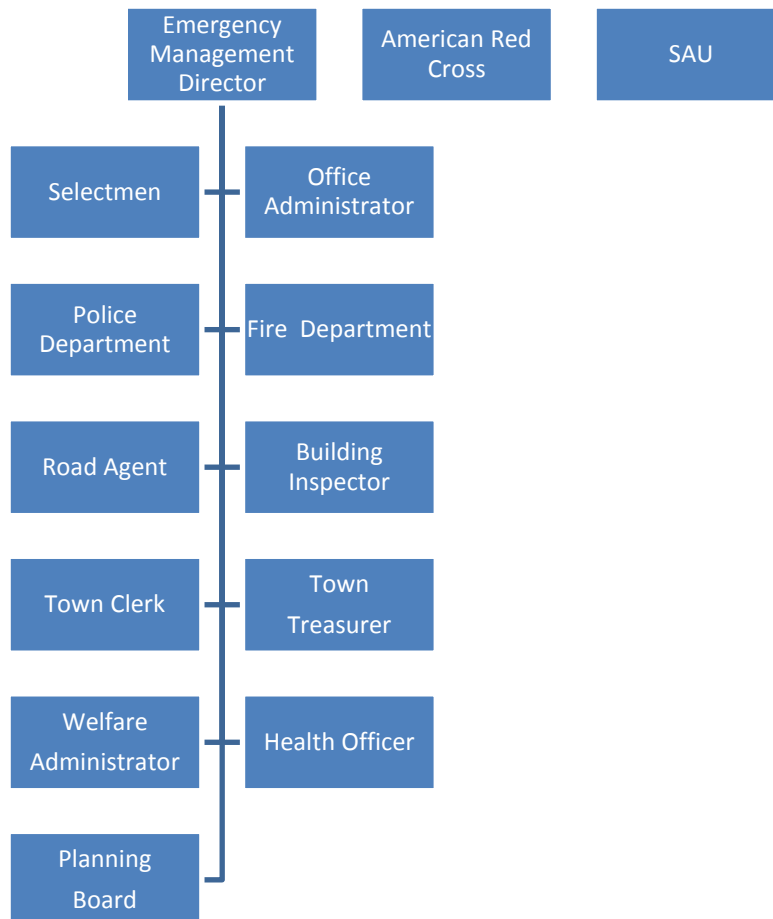 Emergency
Management
Director
American Red
Cross
SAU
Selectmen
Office
Administrator
Police
Department
Fire  Department
Road Agent
Building
Inspector
Town Clerk
Town
Treasurer
Welfare
Administrator
Health Officer
Planning
Board